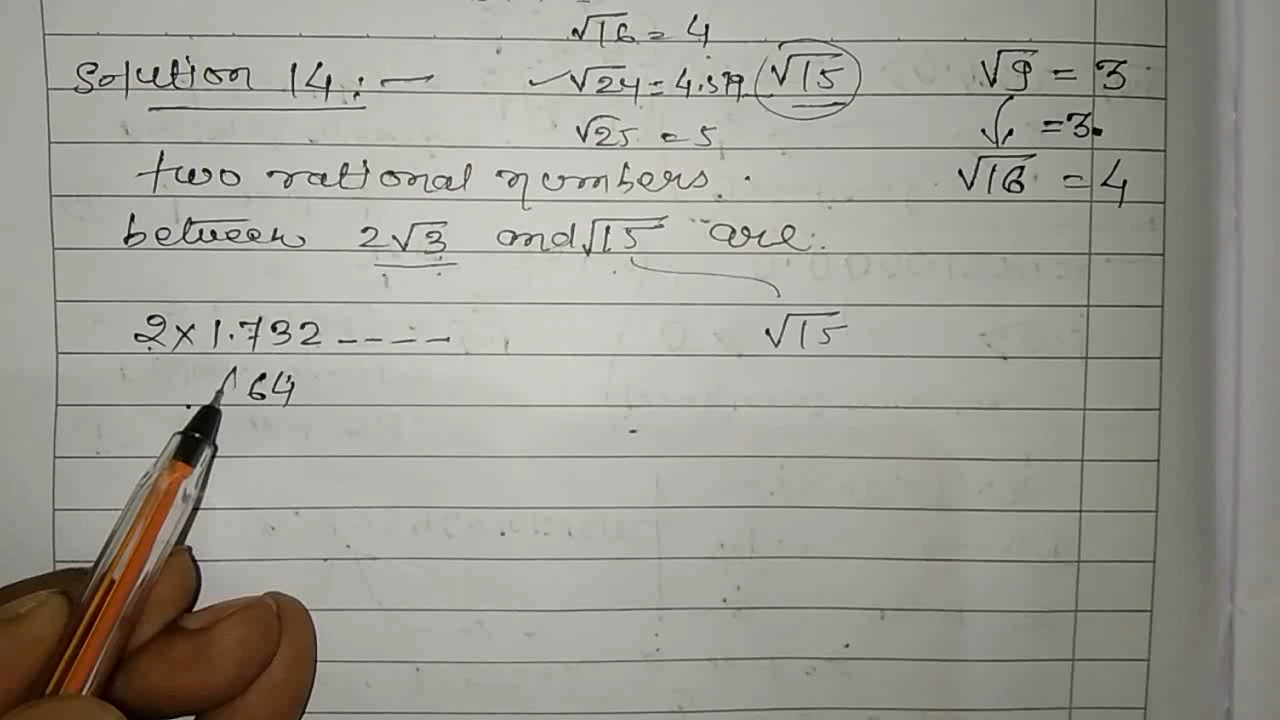 √16 = 4
Solution 14:— √24 = 4.579 √15 √9 = 3
√25 = 5 √ = 3.
two rational numbers. √16 = 4
between 2√3 and √15 are.
2 × 1.732 ----- √15
64